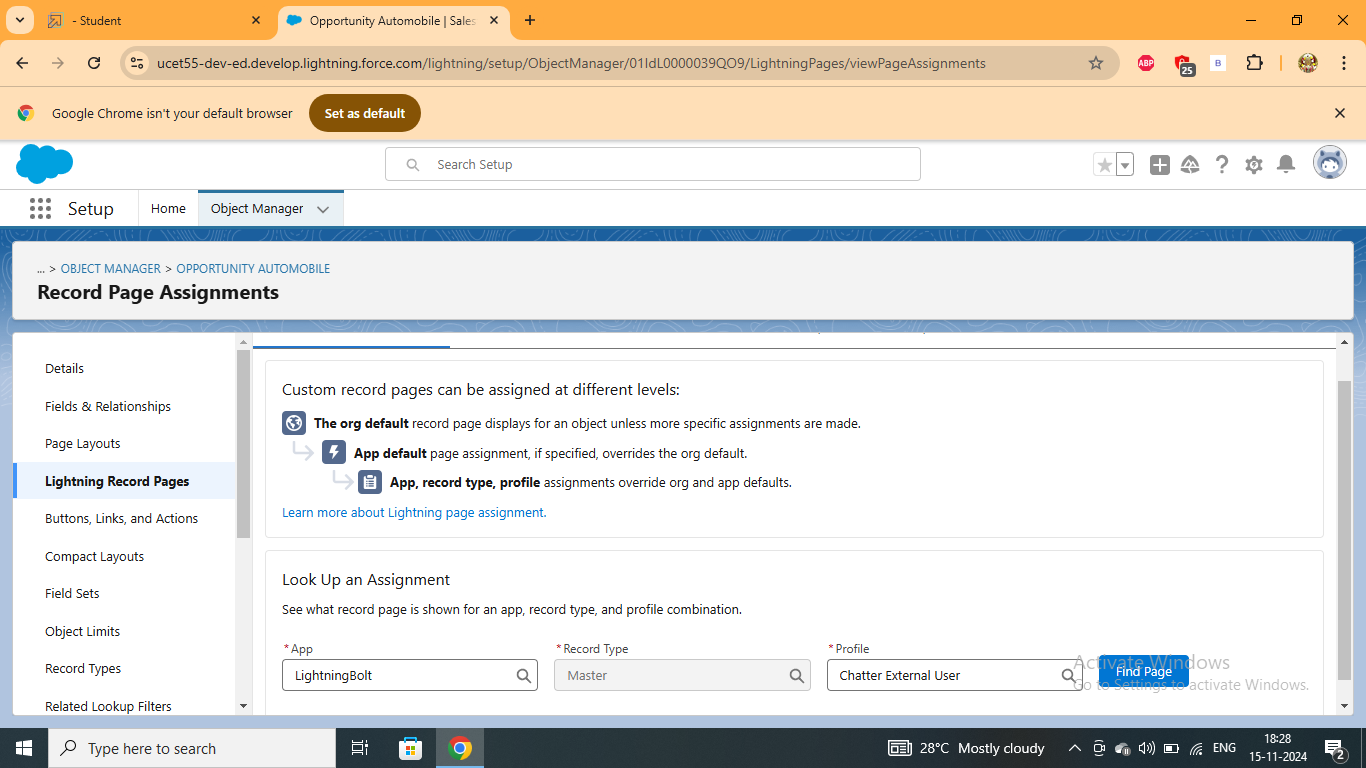 - Student
Opportunity Automobile | Sales
ucet55-dev-ed.develop.lightning.force.com/lightning/setup/ObjectManager/01IdL0000039QO9/LightningPages/viewPageAssignments
ABP
25
B
Google Chrome isn't your default browser
Set as default
Search Setup
Setup
Home
Object Manager
... > OBJECT MANAGER > OPPORTUNITY AUTOMOBILE
Record Page Assignments
Details
Fields & Relationships
Page Layouts
Lightning Record Pages
Buttons, Links, and Actions
Compact Layouts
Field Sets
Object Limits
Record Types
Related Lookup Filters
Custom record pages can be assigned at different levels:
The org default record page displays for an object unless more specific assignments are made.
App default page assignment, if specified, overrides the org default.
App, record type, profile assignments override org and app defaults.
Learn more about Lightning page assignment.
Look Up an Assignment
See what record page is shown for an app, record type, and profile combination.
*App
*Record Type
*Profile
LightningBolt
Master
Chatter External User
Find Page
Activate Windows
Go to Settings to activate Windows.
Type here to search
28°C Mostly cloudy
ENG
18:28
15-11-2024
2